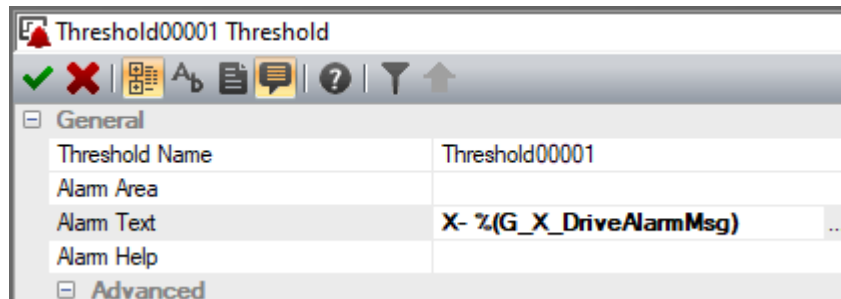 Threshold00001 Threshold
General
Threshold Name Threshold00001
Alarm Area
Alarm Text X- %(G_X_DriveAlarmMsg) ...
Alarm Help
Advanced